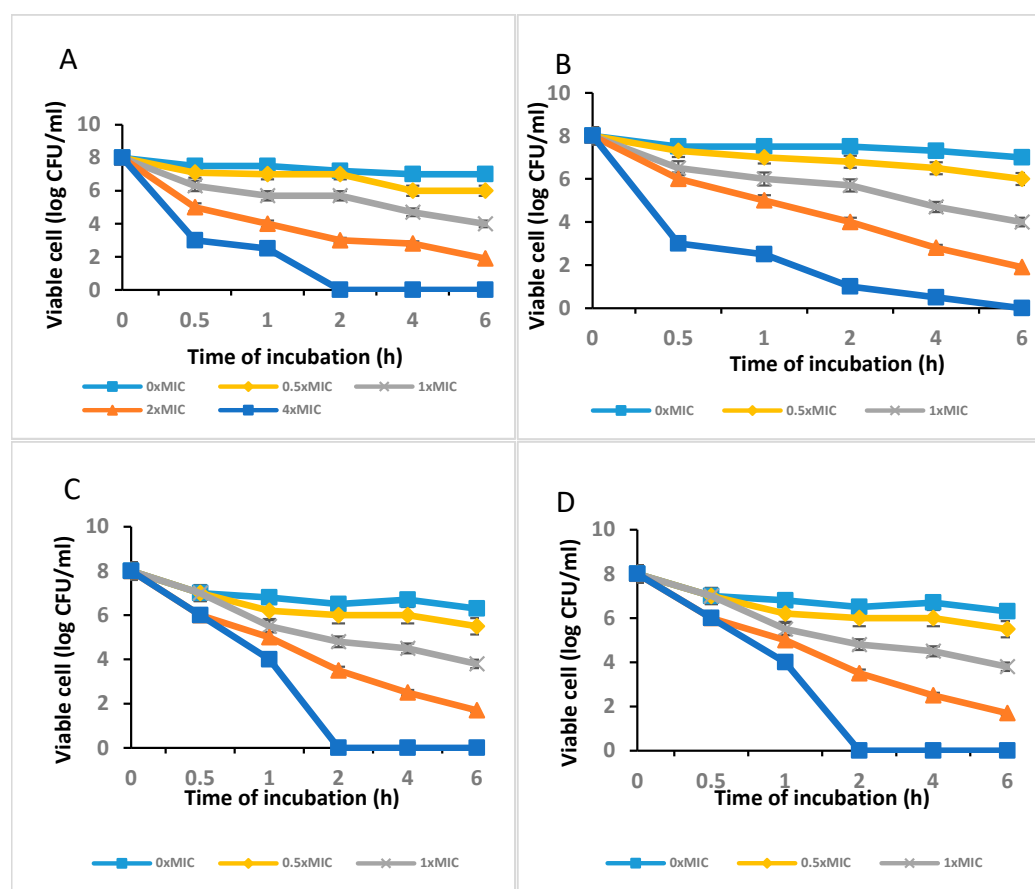 A
Viable cell (log CFU/ml)
10
8
6
4
2
0
0 0.5 1 2 4 6
Time of incubation (h)
0xMIC 0.5xMIC 1xMIC
2xMIC 4xMIC
B
Viable cell (log CFU/ml)
10
8
6
4
2
0
0 0.5 1 2 4 6
Time of incubation (h)
0xMIC 0.5xMIC 1xMIC
C
Viable cell (log CFU/ml)
10
8
6
4
2
0
0 0.5 1 2 4 6
Time of incubation (h)
0xMIC 0.5xMIC 1xMIC
D
Viable cell (log CFU/ml)
10
8
6
4
2
0
0 0.5 1 2 4 6
Time of incubation (h)
0xMIC 0.5xMIC 1xMIC